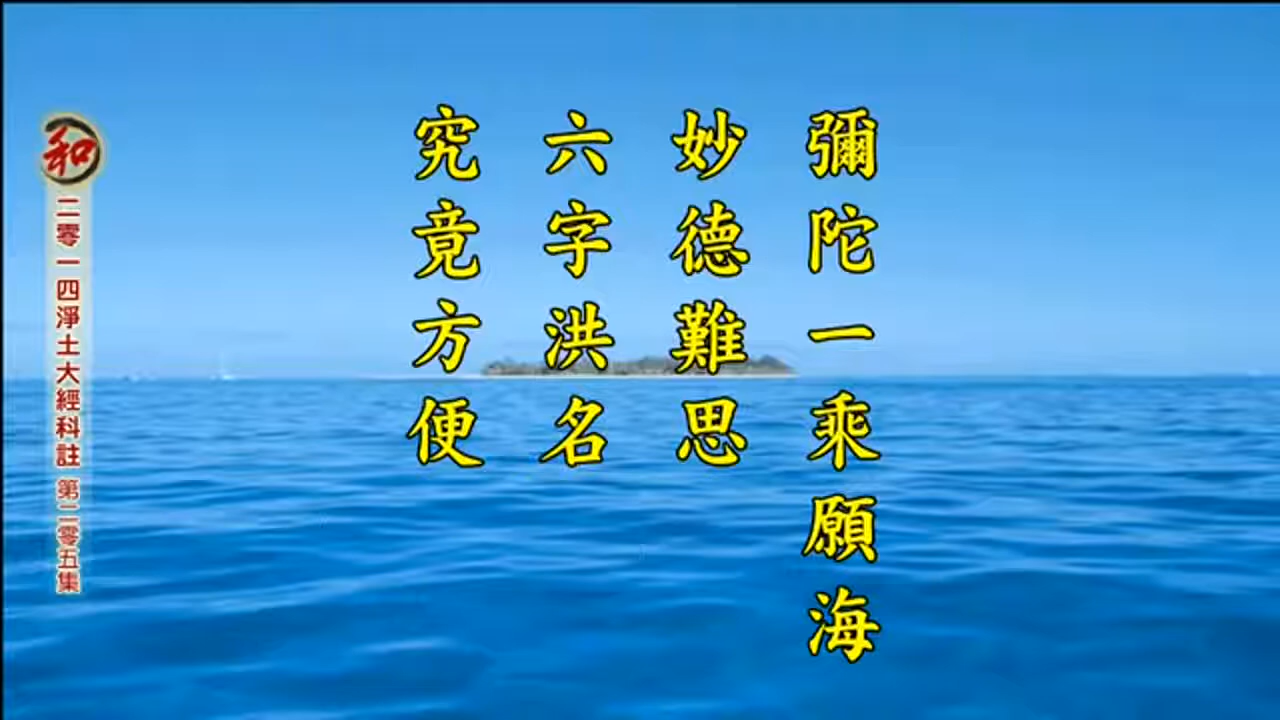 彌陀一乘願海
妙德難思
六字洪名
究竟方便
和
二零一四淨土大經科註 第二零五集